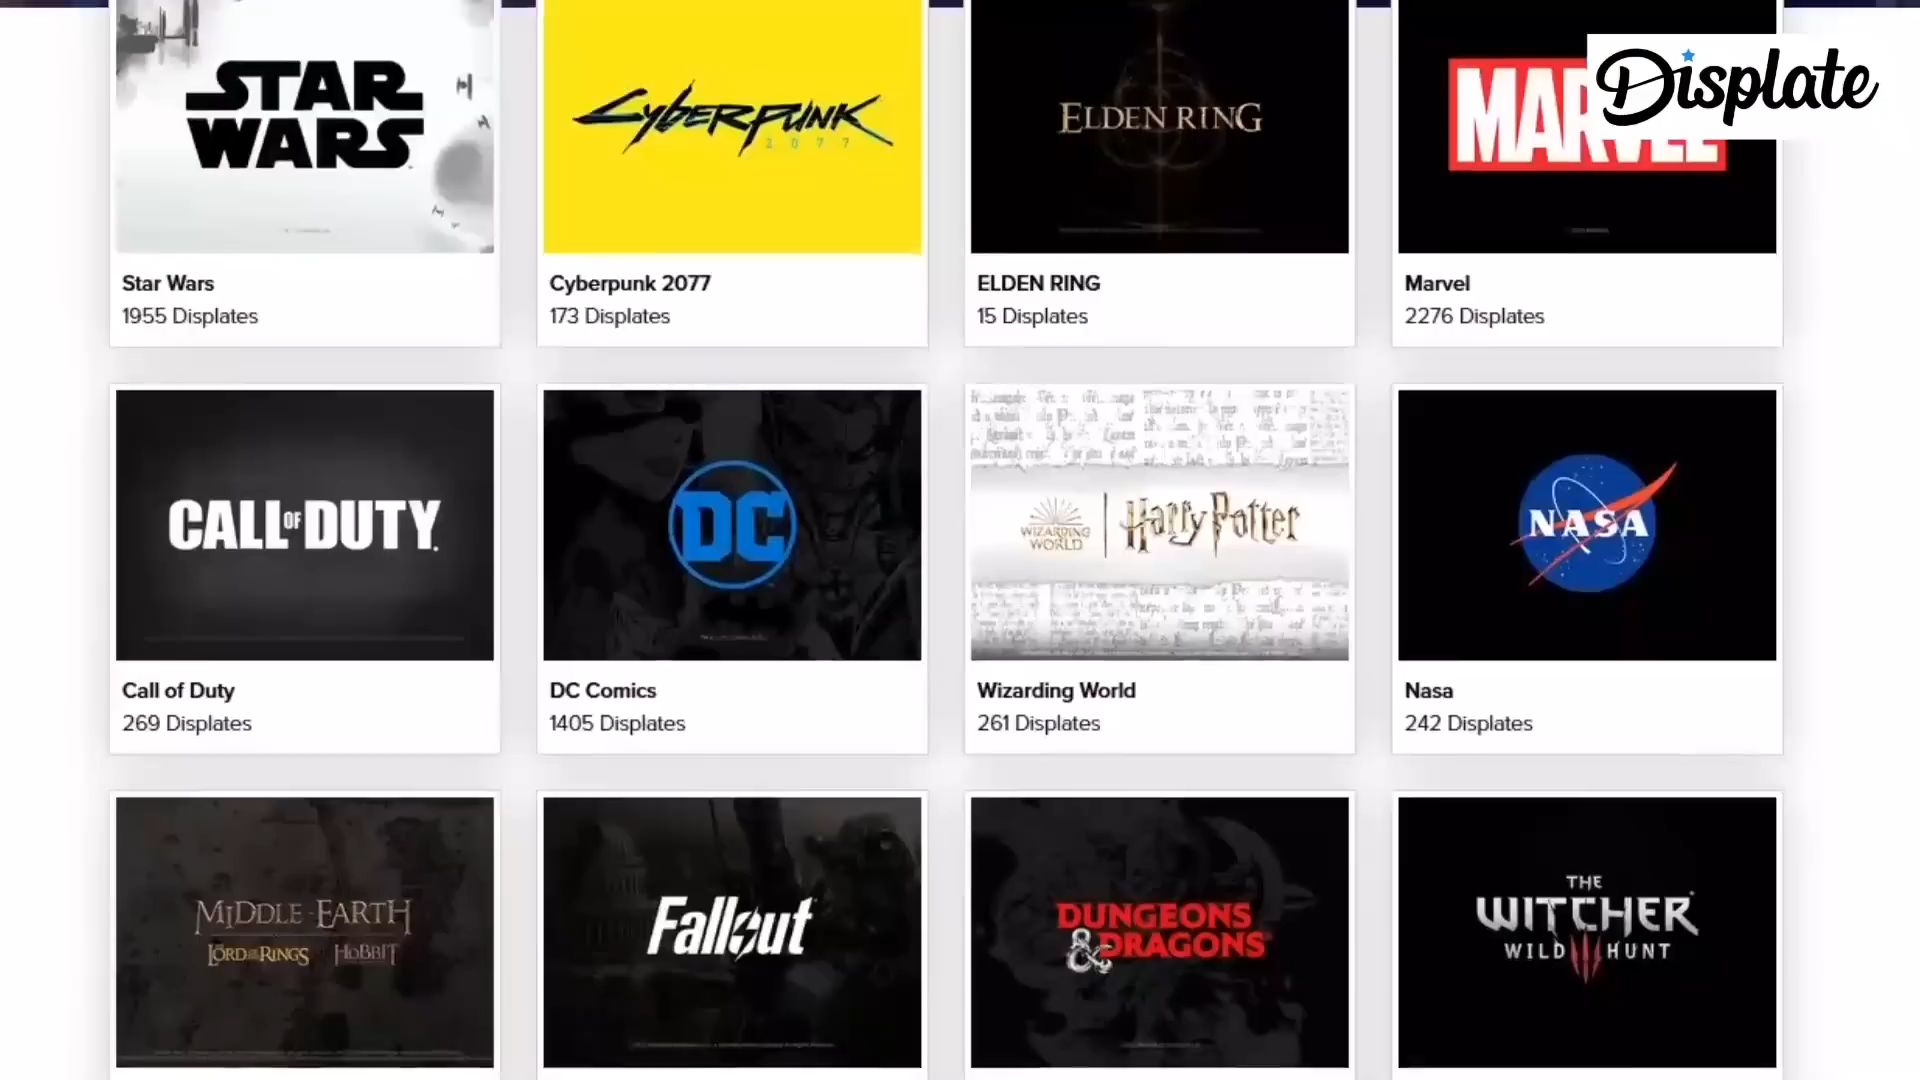 Displate
STAR
WARS
CYBERPUNK
2077
ELDEN RING
MARVEL
Star Wars
1955 Displates
Cyberpunk 2077
173 Displates
ELDEN RING
15 Displates
Marvel
2276 Displates
CALL OF DUTY
DC
WIZARDING
WORLD
Harry Potter
NASA
Call of Duty
269 Displates
DC Comics
1405 Displates
Wizarding World
261 Displates
Nasa
242 Displates
MIDDLE-EARTH
THE LORD OF THE RINGS THE HOBBIT
Fallout
DUNGEONS
& DRAGONS
THE
WITCHER
WILD HUNT